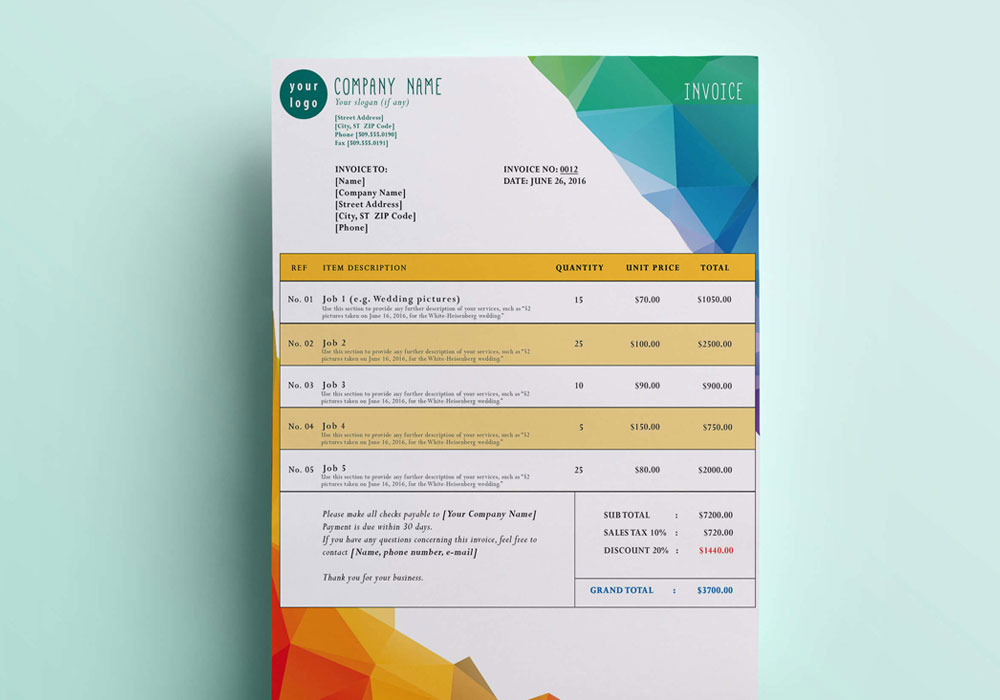 your
logo
COMPANY NAME
Your slogan (if any)
[Street Address]
[City, ST ZIP Code]
Phone [509.555.0190]
Fax [509.555.0191]
INVOICE
INVOICE TO:
[Name]
[Company Name]
[Street Address]
[City, ST ZIP Code]
[Phone]
INVOICE NO: 0012
DATE: JUNE 26, 2016
REF ITEM DESCRIPTION QUANTITY UNIT PRICE TOTAL
No. 01 Job 1 (e.g. Wedding pictures) 15 $70.00 $1050.00
Use this section to provide any further description of your services, such as "52
pictures taken on June 16, 2016, for the White-Heisenberg wedding."
No. 02 Job 2 25 $100.00 $2500.00
Use this section to provide any further description of your services, such as "52
pictures taken on June 16, 2016, for the White-Heisenberg wedding."
No. 03 Job 3 10 $90.00 $900.00
Use this section to provide any further description of your services, such as "52
pictures taken on June 16, 2016, for the White-Heisenberg wedding."
No. 04 Job 4 5 $150.00 $750.00
Use this section to provide any further description of your services, such as "52
pictures taken on June 16, 2016, for the White-Heisenberg wedding."
No. 05 Job 5 25 $80.00 $2000.00
Use this section to provide any further description of your services, such as "52
pictures taken on June 16, 2016, for the White-Heisenberg wedding."
Please make all checks payable to [Your Company Name]
Payment is due within 30 days.
If you have any questions concerning this invoice, feel free to
contact [Name, phone number, e-mail]
Thank you for your business.
SUB TOTAL : $7200.00
SALES TAX 10% : $720.00
DISCOUNT 20% : $1440.00
GRAND TOTAL : $3700.00